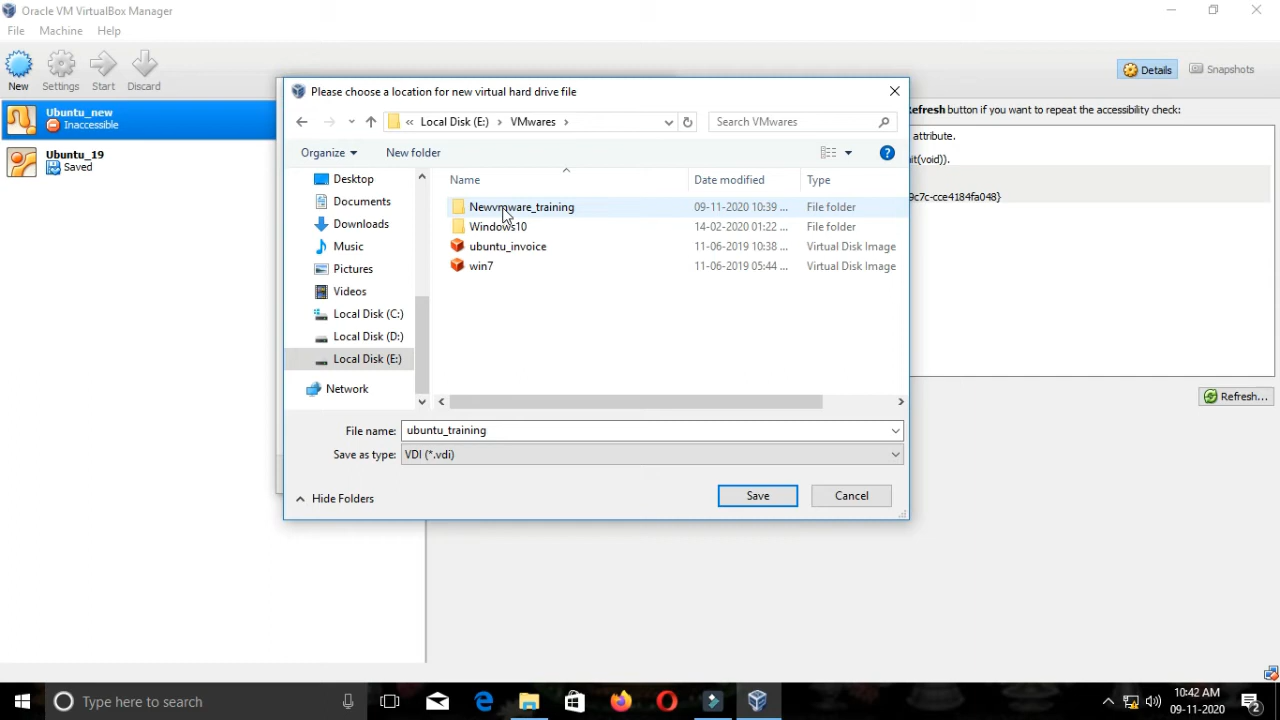 Oracle VM VirtualBox Manager
File Machine Help
New Settings Start Discard
Details Snapshots
Ubuntu_new
Inaccessible
Ubuntu_19
Saved
efresh button if you want to repeat the accessibility check:
attribute.
it(void)).
9c7c-cce4184fa048}
Refresh...
Please choose a location for new virtual hard drive file
« Local Disk (E:) › VMwares ›
Search VMwares
Organize New folder
Desktop
Documents
Downloads
Music
Pictures
Videos
Local Disk (C:)
Local Disk (D:)
Local Disk (E:)
Network
Name Date modified Type
Newvmware_training 09-11-2020 10:39 ... File folder
Windows10 14-02-2020 01:22 ... File folder
ubuntu_invoice 11-06-2019 10:38 ... Virtual Disk Image
win7 11-06-2019 05:44 ... Virtual Disk Image
File name: ubuntu_training
Save as type: VDI (*.vdi)
Hide Folders
Save Cancel
Type here to search
10:42 AM
09-11-2020
2